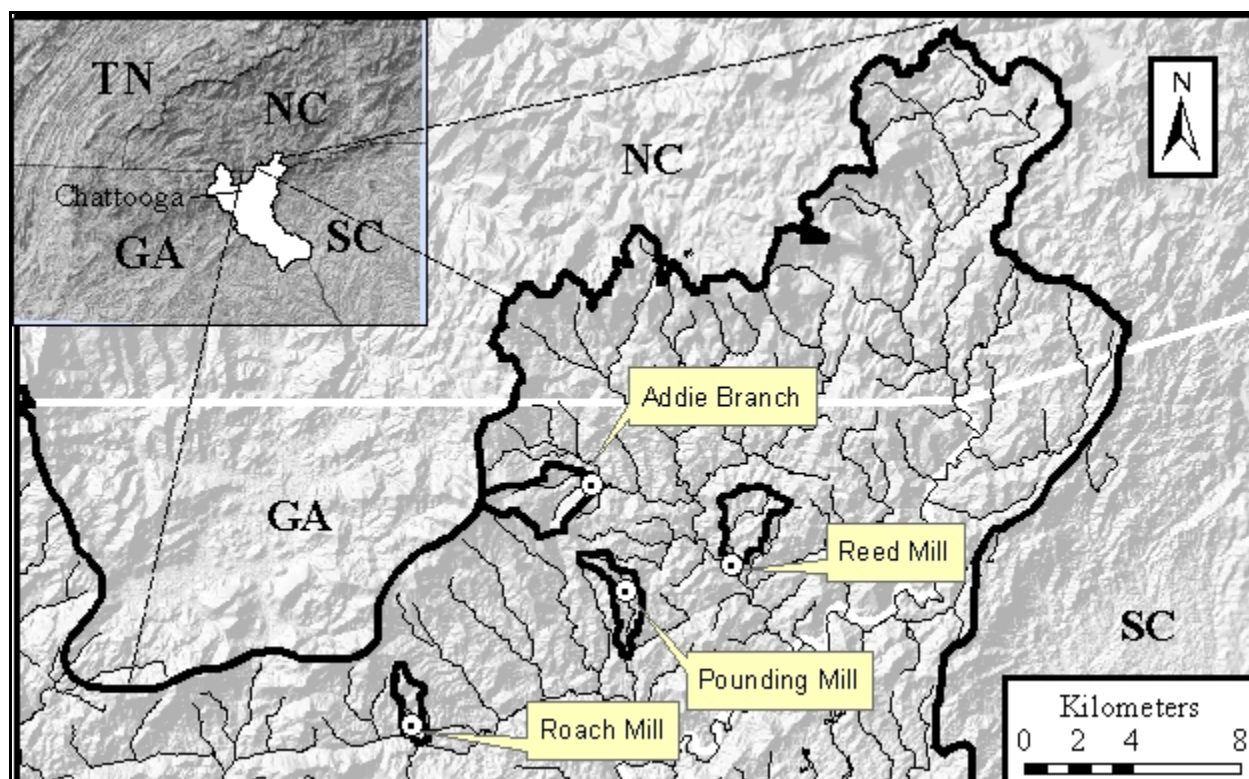 TN
NC
Chattooga
GA
SC
N
NC
Addie Branch
GA
Reed Mill
SC
Pounding Mill
Roach Mill
Kilometers
0 2 4 8